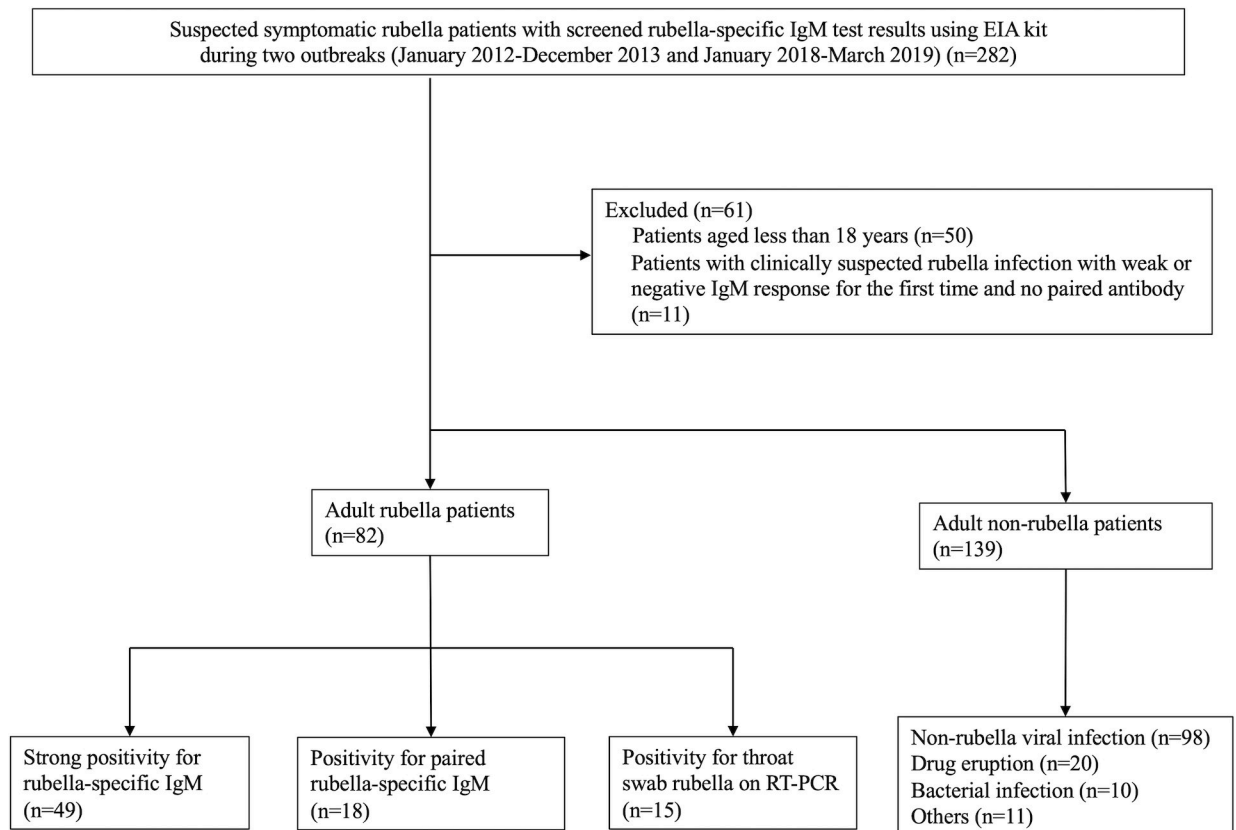 Suspected symptomatic rubella patients with screened rubella-specific IgM test results using EIA kit
during two outbreaks (January 2012-December 2013 and January 2018-March 2019) (n=282)
Excluded (n=61)
Patients aged less than 18 years (n=50)
Patients with clinically suspected rubella infection with weak or
negative IgM response for the first time and no paired antibody
(n=11)
Adult rubella patients
(n=82)
Adult non-rubella patients
(n=139)
Strong positivity for
rubella-specific IgM
(n=49)
Positivity for paired
rubella-specific IgM
(n=18)
Positivity for throat
swab rubella on RT-PCR
(n=15)
Non-rubella viral infection (n=98)
Drug eruption (n=20)
Bacterial infection (n=10)
Others (n=11)